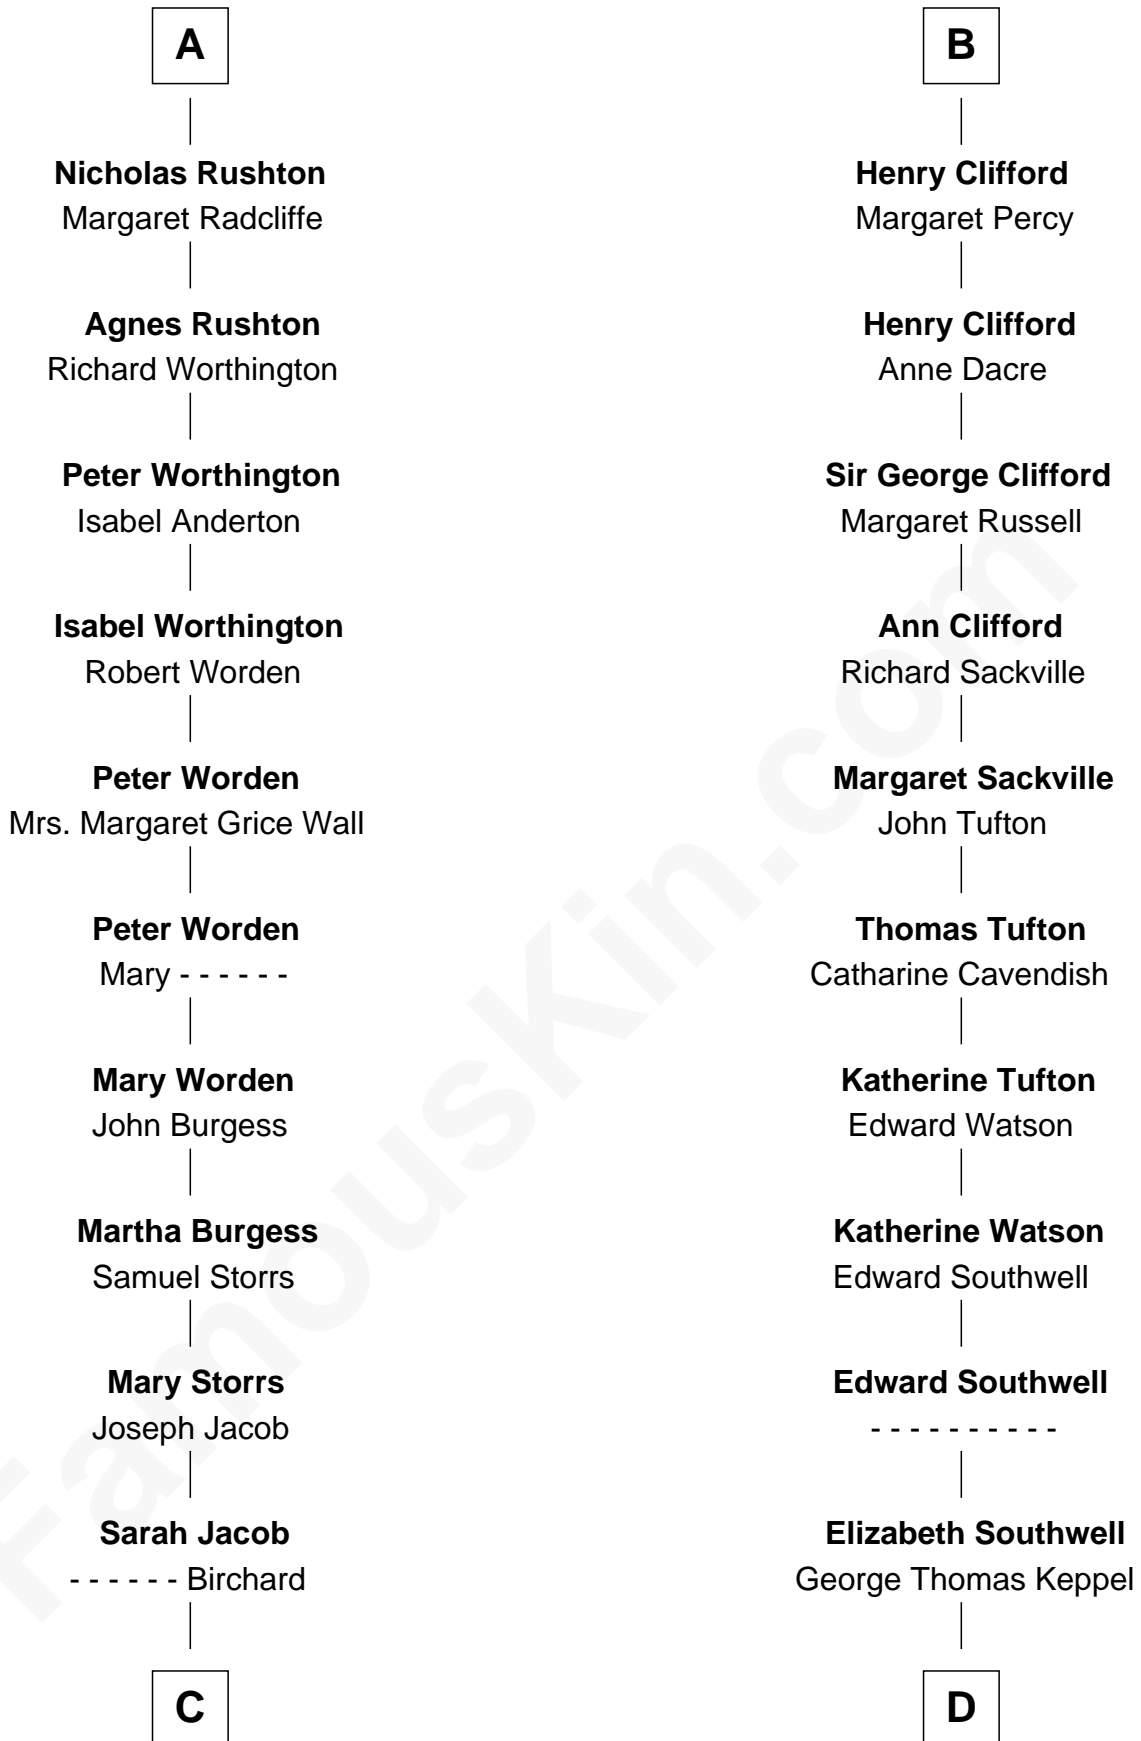 A
Nicholas Rushton
Margaret Radcliffe
Agnes Rushton
Richard Worthington
Peter Worthington
Isabel Anderton
Isabel Worthington
Robert Worden
Peter Worden
Mrs. Margaret Grice Wall
Peter Worden
Mary - - - - - -
Mary Worden
John Burgess
Martha Burgess
Samuel Storrs
Mary Storrs
Joseph Jacob
Sarah Jacob
- - - - - - Birchard
C
B
Henry Clifford
Margaret Percy
Henry Clifford
Anne Dacre
Sir George Clifford
Margaret Russell
Ann Clifford
Richard Sackville
Margaret Sackville
John Tufton
Thomas Tufton
Catharine Cavendish
Katherine Tufton
Edward Watson
Katherine Watson
Edward Southwell
Edward Southwell
- - - - - - - - - -
Elizabeth Southwell
George Thomas Keppel
D
FamousKin.com